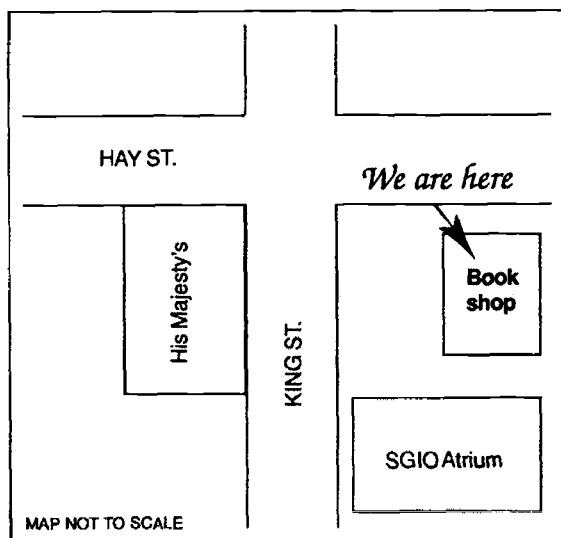 HAY ST.
We are here
His Majesty's
KING ST.
Book
shop
SGIO Atrium
MAP NOT TO SCALE